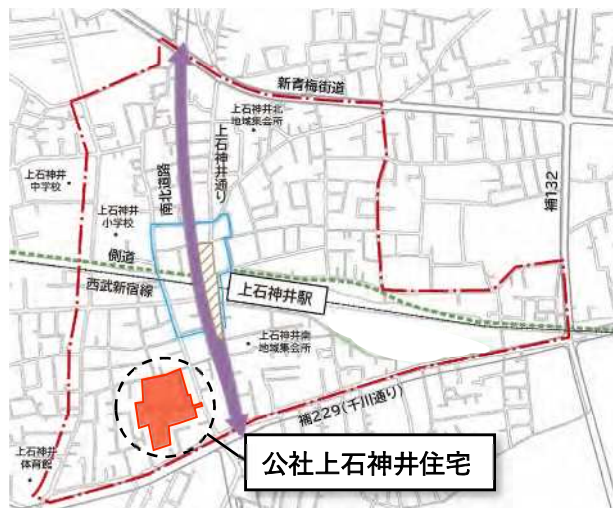 新青梅街道
上石神井北
地域集会所
上石神井通り
南北道路
上石神井
中学校
上石神井
小学校
補132
側道
西武新宿線
上石神井駅
上石神井南
地域集会所
補229(千川通り)
上石神井
体育館
公社上石神井住宅